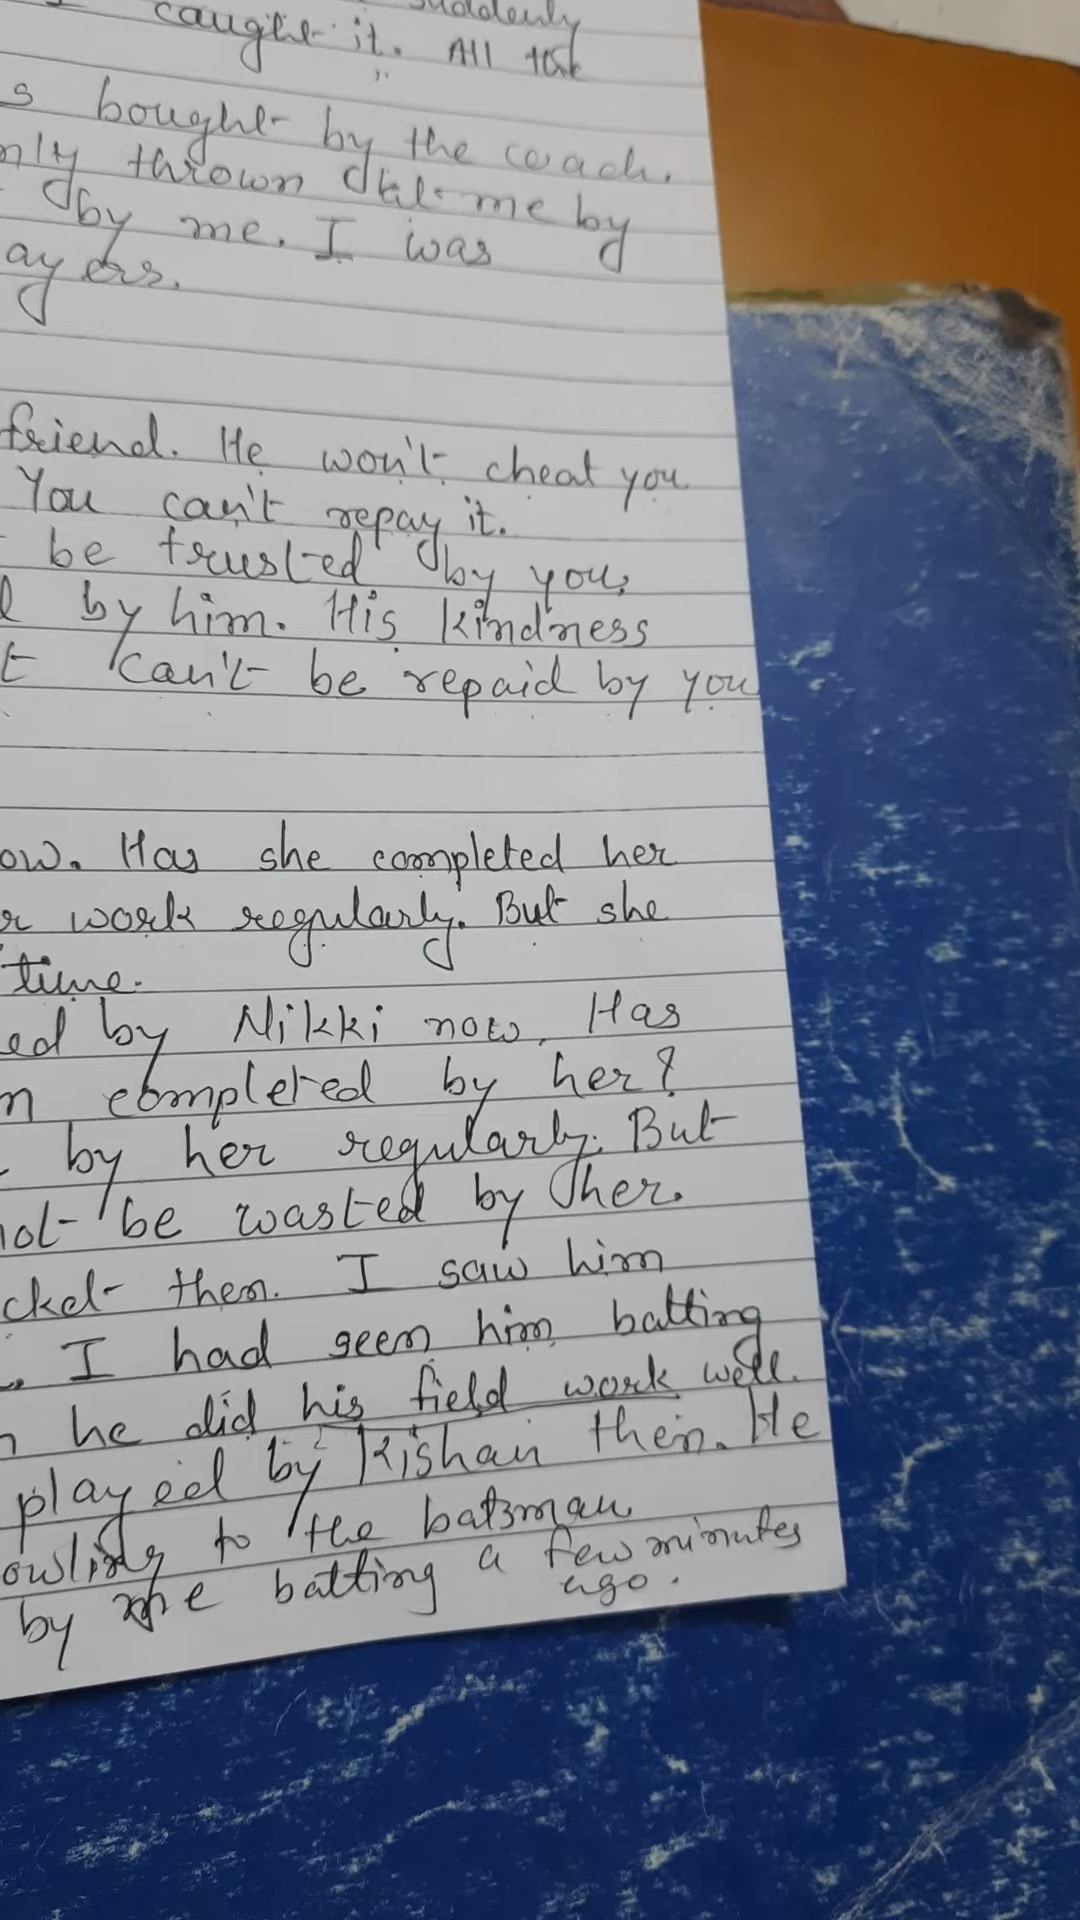 suddenly
caught it. All the
s bought by the coach.
nly thrown at me by
by me. I was
ayers.
friend. He won't cheat you
You can't repay it.
be trusted by you.
by him. His kindness
can't be repaid by you
ow. Has she completed her
r work regularly. But she
time.
ed by Nikki now. Has
n completed by her?
by her regularly. But
not be wasted by her.
cket then. I saw him
I had seen him batting
n he did his field work well.
played by Kishan then. He
owling to the batsman
by me batting a few minutes
ago.